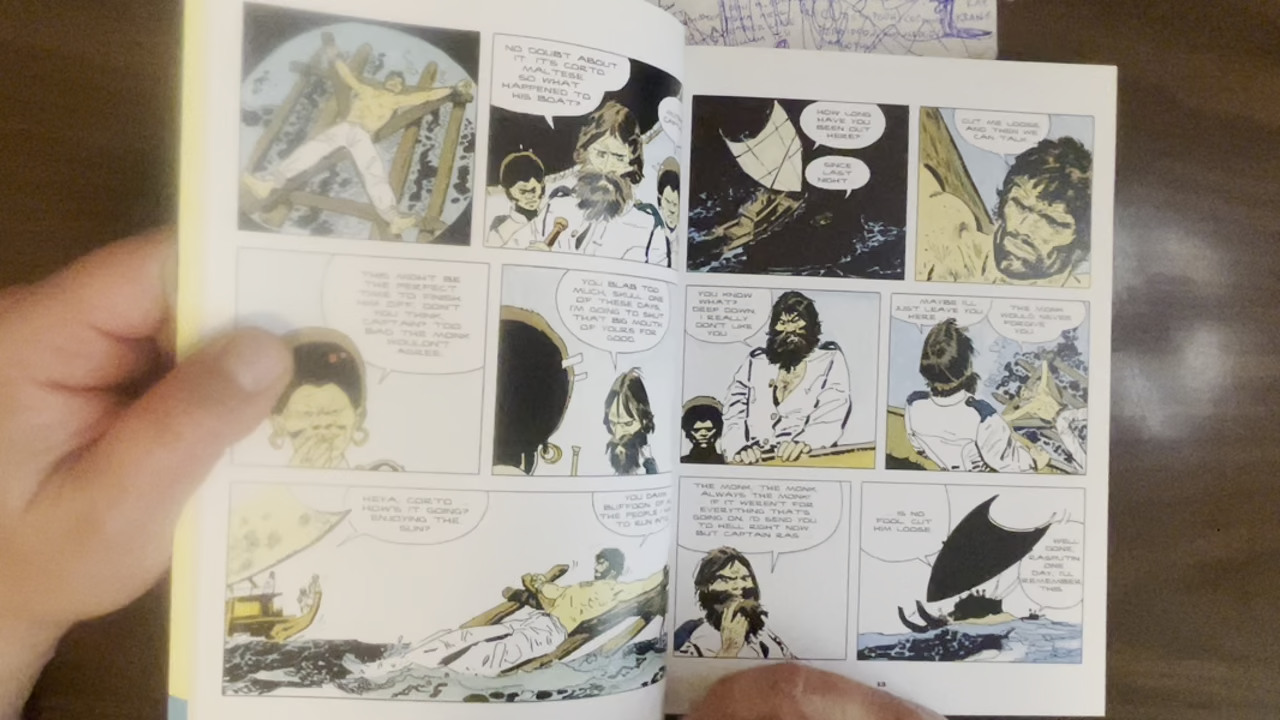 NO DOUBT ABOUT
IT. IT'S CORTO
MALTESE.
SO WHAT
HAPPENED TO
HIS BOAT?
THIS MIGHT BE
THE PERFECT
TIME TO FINISH
HIM OFF, DON'T
YOU THINK,
CAPTAIN? TOO
BAD THE MONK
WOULDN'T
AGREE.
YOU BLAB TOO
MUCH, SKULL. ONE
OF THESE DAYS,
I'M GOING TO SHUT
THAT BIG MOUTH
OF YOURS FOR
GOOD.
HEYA, CORTO...
HOW'S IT GOING?
ENJOYING THE
SUN?
YOU
BUFFOON
THE PEOPLE
TO RUN
HOW LONG
HAVE YOU
BEEN OUT
HERE?
SINCE
LAST
NIGHT.
CUT ME LOOSE,
AND THEN WE
CAN TALK.
YOU KNOW
WHAT?
DEEP DOWN,
I REALLY
DON'T LIKE
YOU.
MAYBE I'LL
JUST LEAVE YOU
HERE...
THE MONK
WOULD NEVER
FORGIVE
YOU.
THE MONK, THE MONK,
ALWAYS THE MONK!
IF IT WEREN'T FOR
EVERYTHING THAT'S
GOING ON, I'D SEND YOU
TO HELL RIGHT NOW.
BUT CAPTAIN RAS...
IS NO
FOOL. CUT
HIM LOOSE.
WELL
DONE,
RASPUTIN.
ONE
DAY, I'LL
REMEMBER
THIS.
13